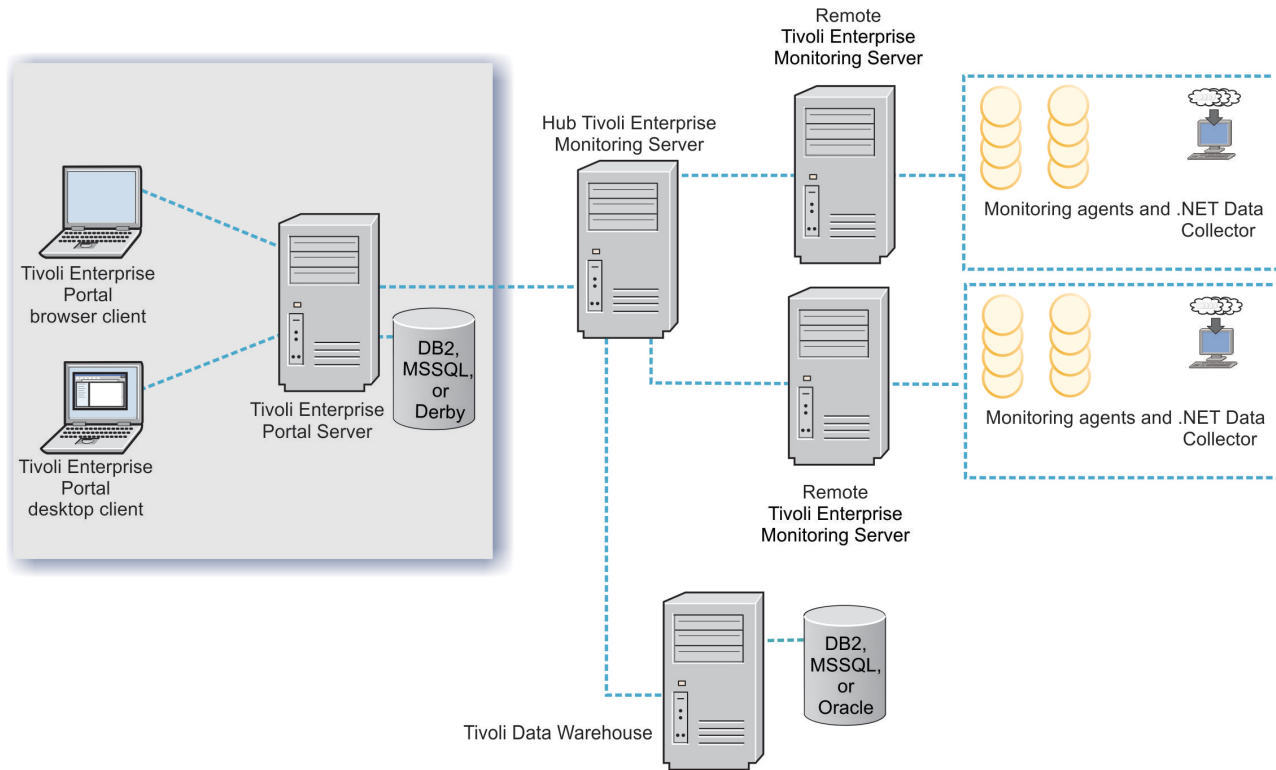 Remote
Tivoli Enterprise
Monitoring Server
Hub Tivoli Enterprise
Monitoring Server
Monitoring agents and .NET Data
Collector
Tivoli Enterprise
Portal
browser client
DB2,
MSSQL,
or
Derby
Tivoli Enterprise
Portal Server
Tivoli Enterprise
Portal
desktop client
Monitoring agents and .NET Data
Collector
Remote
Tivoli Enterprise
Monitoring Server
DB2,
MSSQL,
or
Oracle
Tivoli Data Warehouse